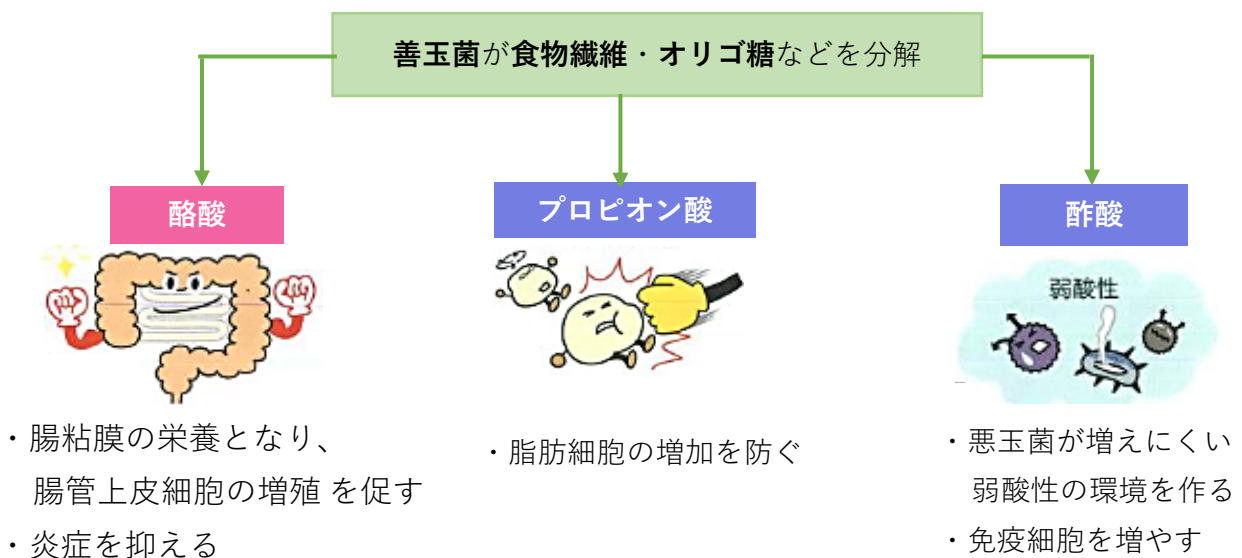 善玉菌が食物繊維・オリゴ糖などを分解
酪酸
・腸粘膜の栄養となり、
腸管上皮細胞の増殖 を促す
・炎症を抑える
プロピオン酸
・脂肪細胞の増加を防ぐ
酢酸
弱酸性
・悪玉菌が増えにくい
弱酸性の環境を作る
・免疫細胞を増やす